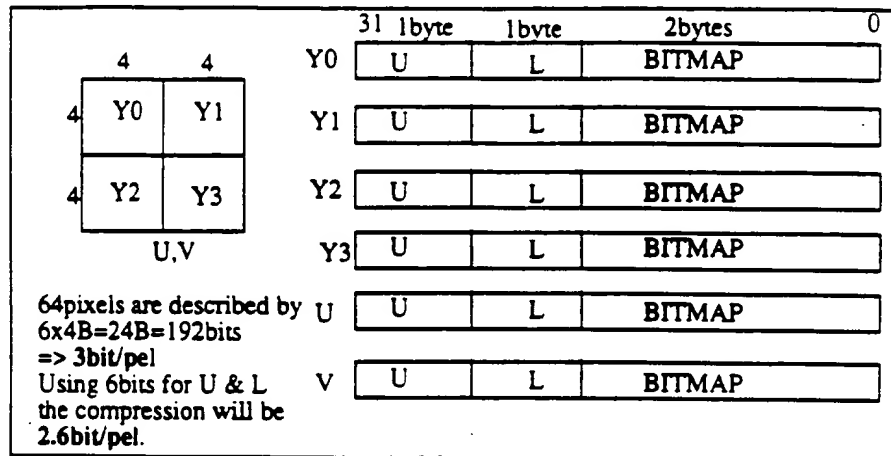 31 1byte 1byte 2bytes 0
4 4
4 Y0 Y1
4 Y2 Y3
U,V
Y0 U L BITMAP
Y1 U L BITMAP
Y2 U L BITMAP
Y3 U L BITMAP
U U L BITMAP
V U L BITMAP
64pixels are described by
6x4B=24B=192bits
=> 3bit/pel
Using 6bits for U & L
the compression will be
2.6bit/pel.